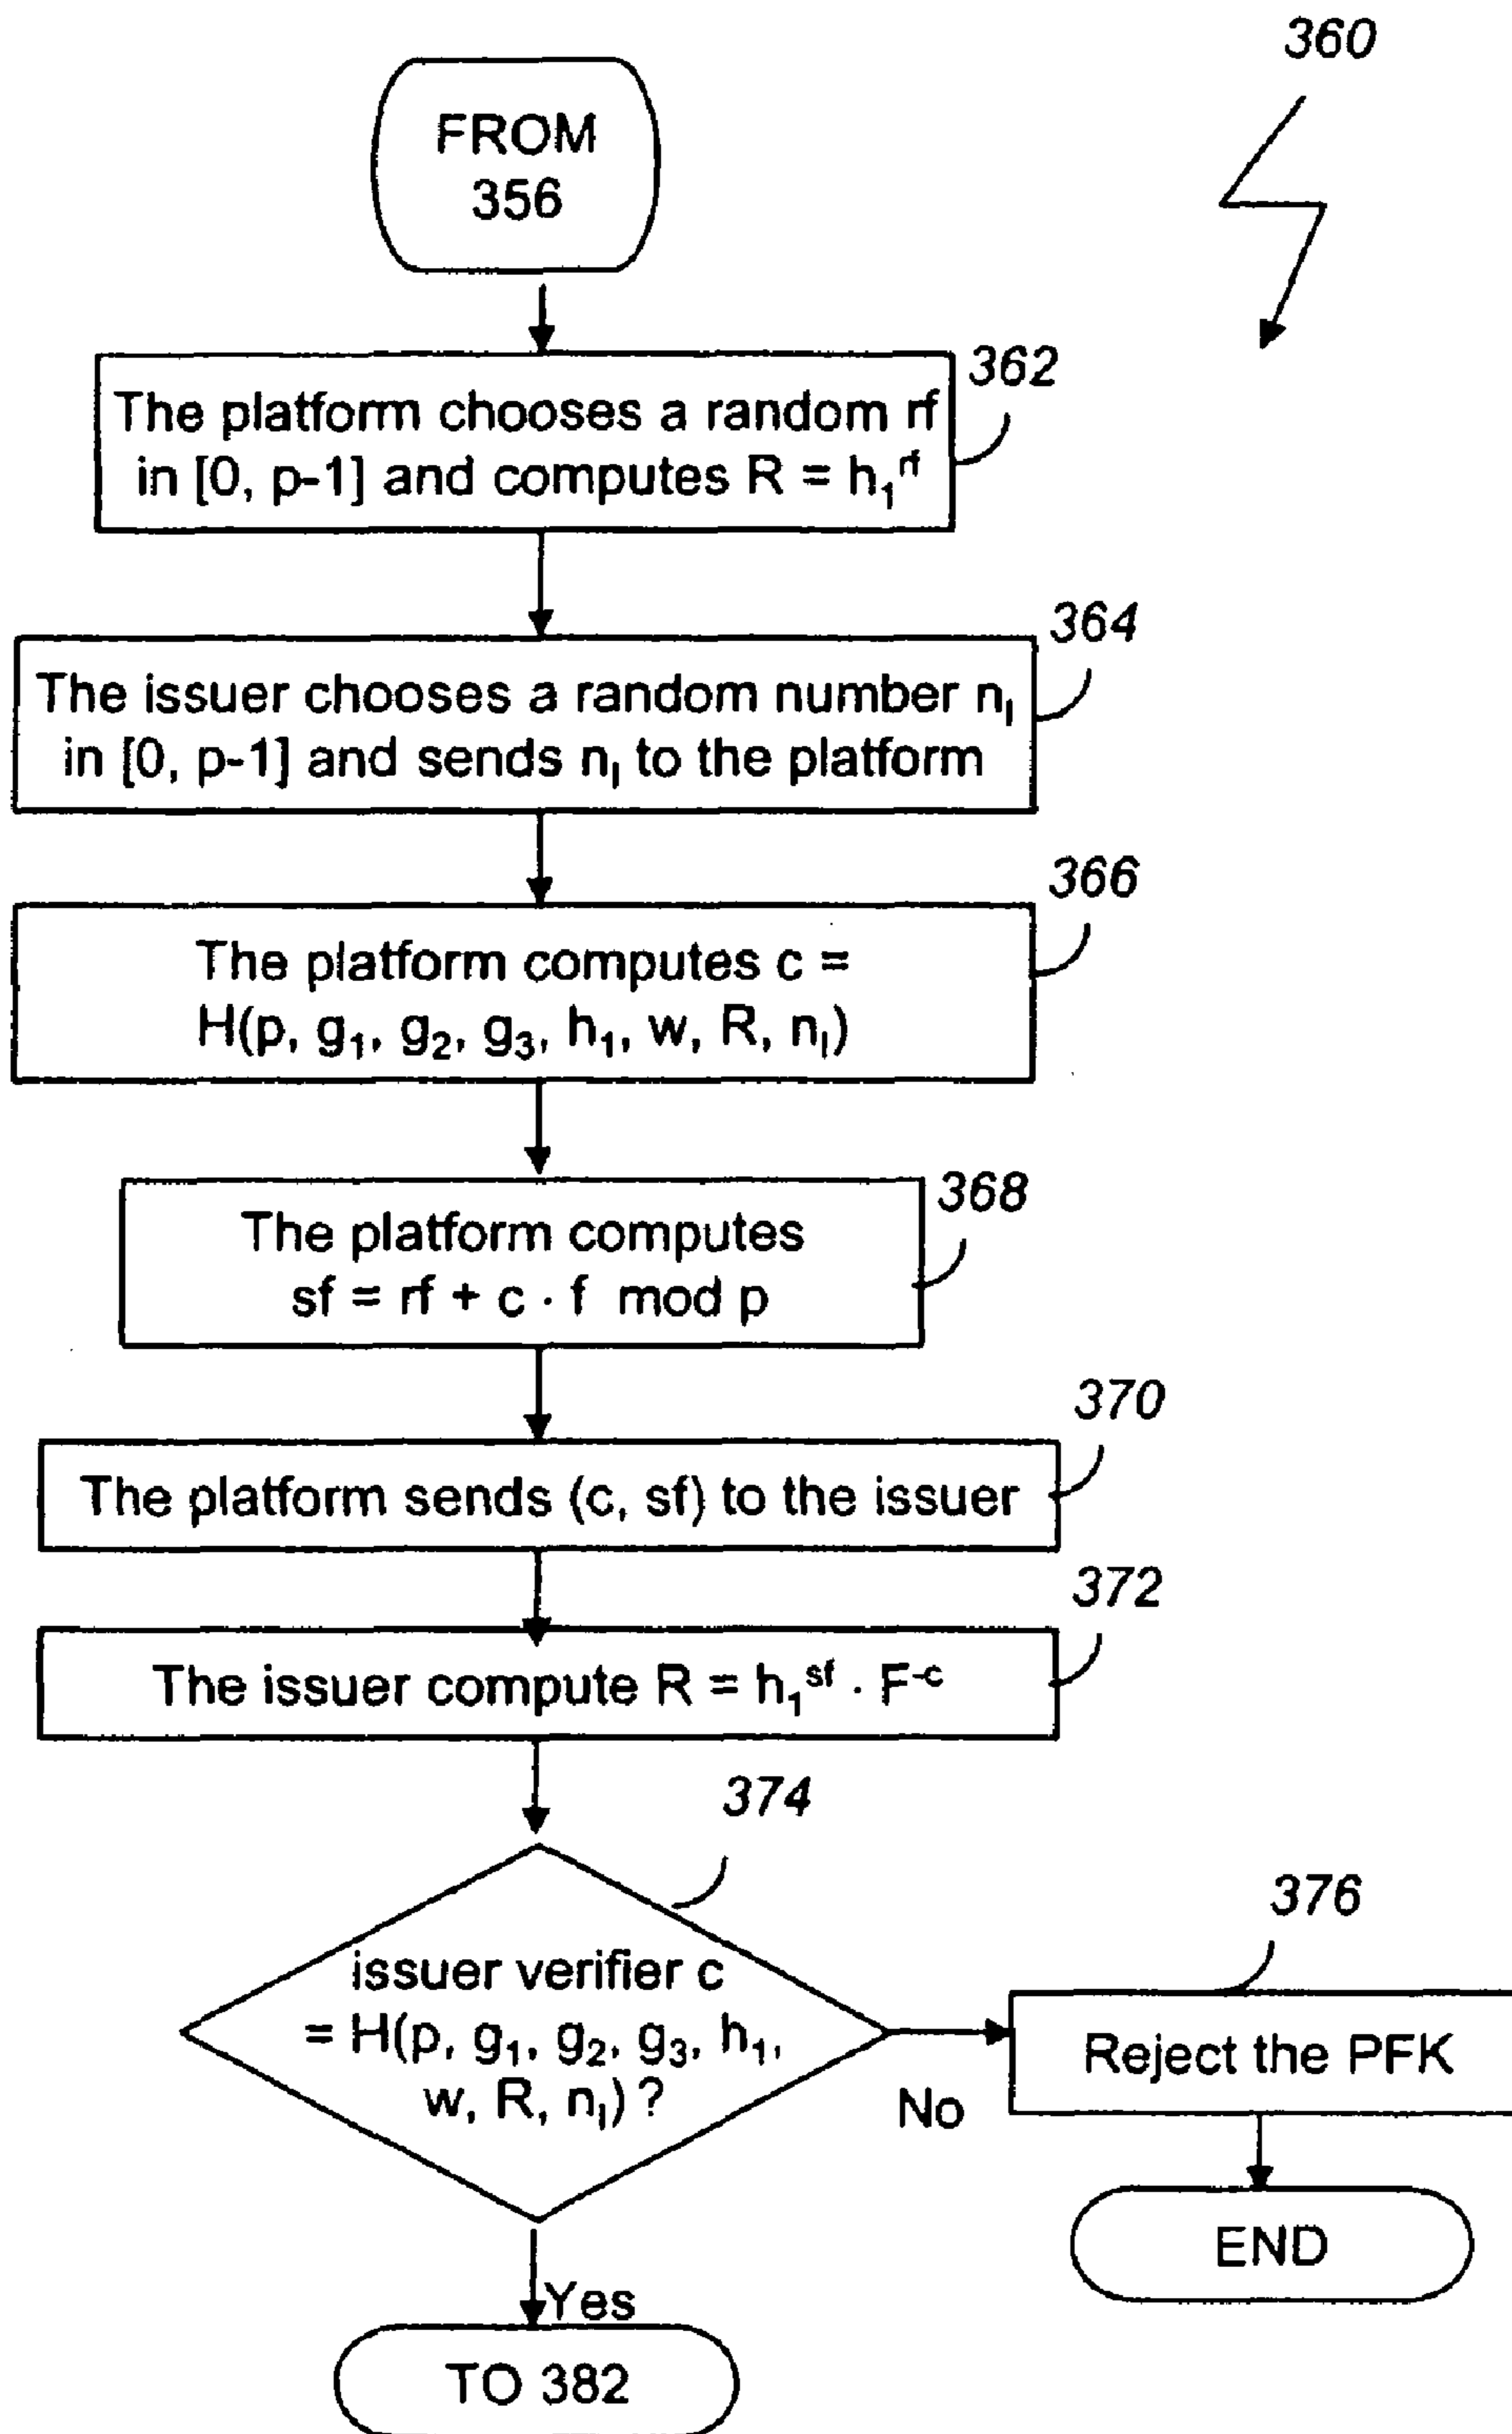 360
FROM
356
362
The platform chooses a random rf
in [0, p-1] and computes R = h₁ʳᶠ
364
The issuer chooses a random number nᵢ
in [0, p-1] and sends nᵢ to the platform
366
The platform computes c =
H(p, g₁, g₂, g₃, h₁, w, R, nᵢ)
368
The platform computes
sf = rf + c · f mod p
370
The platform sends (c, sf) to the issuer
372
The issuer compute R = h₁ˢᶠ · F⁻ᶜ
374
issuer verifier c
= H(p, g₁, g₂, g₃, h₁,
w, R, nᵢ) ?
376
Reject the PFK
No
END
Yes
TO 382